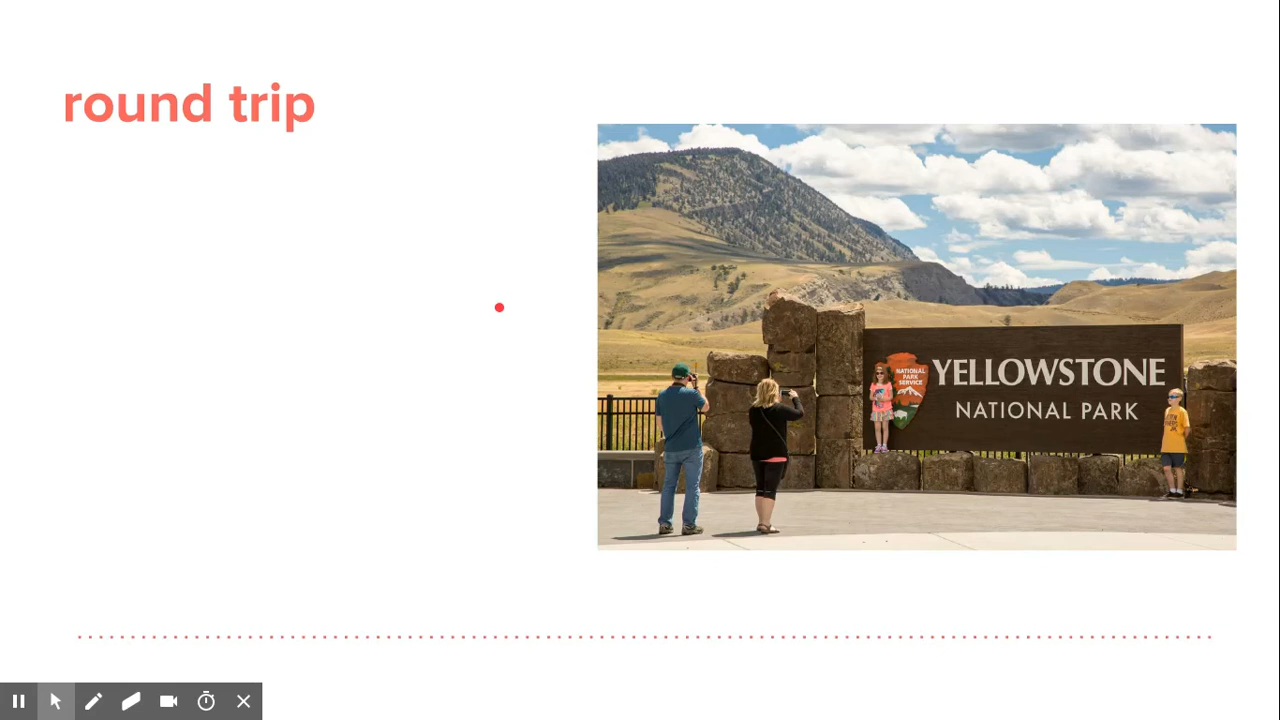 round trip
NATIONAL
PARK
SERVICE
YELLOWSTONE
NATIONAL PARK